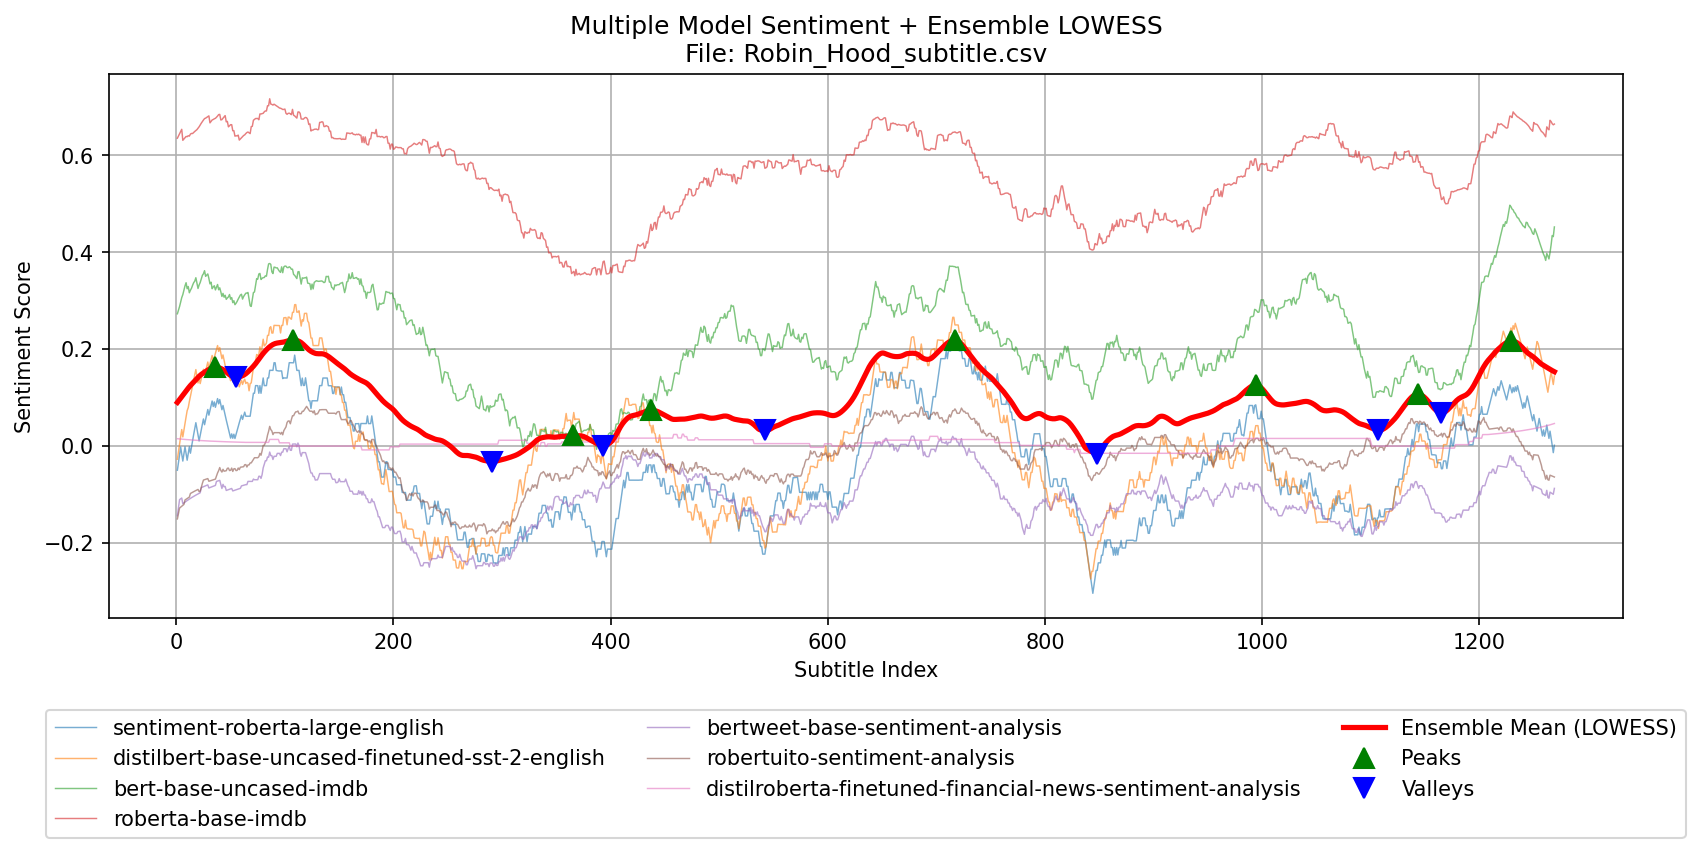 Multiple Model Sentiment + Ensemble LOWESS
File: Robin_Hood_subtitle.csv
Sentiment Score
0.6
0.4
0.2
0.0
−0.2
0
200
400
600
800
1000
1200
Subtitle Index
sentiment-roberta-large-english
distilbert-base-uncased-finetuned-sst-2-english
bert-base-uncased-imdb
roberta-base-imdb
bertweet-base-sentiment-analysis
robertuito-sentiment-analysis
distilroberta-finetuned-financial-news-sentiment-analysis
Ensemble Mean (LOWESS)
Peaks
Valleys